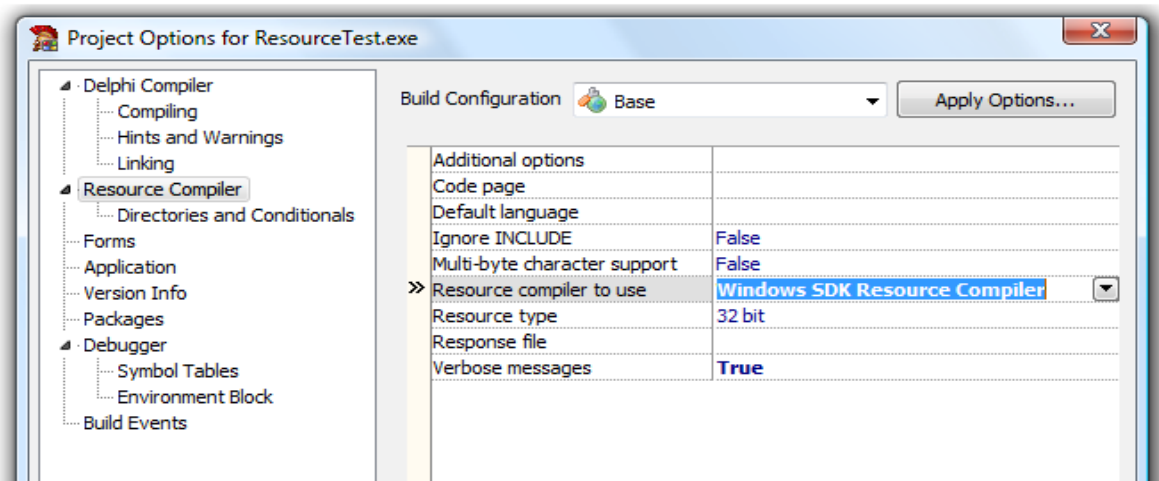 Project Options for ResourceTest.exe
Delphi Compiler
Compiling
Hints and Warnings
Linking
Resource Compiler
Directories and Conditionals
Forms
Application
Version Info
Packages
Debugger
Symbol Tables
Environment Block
Build Events
Build Configuration Base Apply Options...
Additional options
Code page
Default language
Ignore INCLUDE False
Multi-byte character support False
Resource compiler to use Windows SDK Resource Compiler
Resource type 32 bit
Response file
Verbose messages True